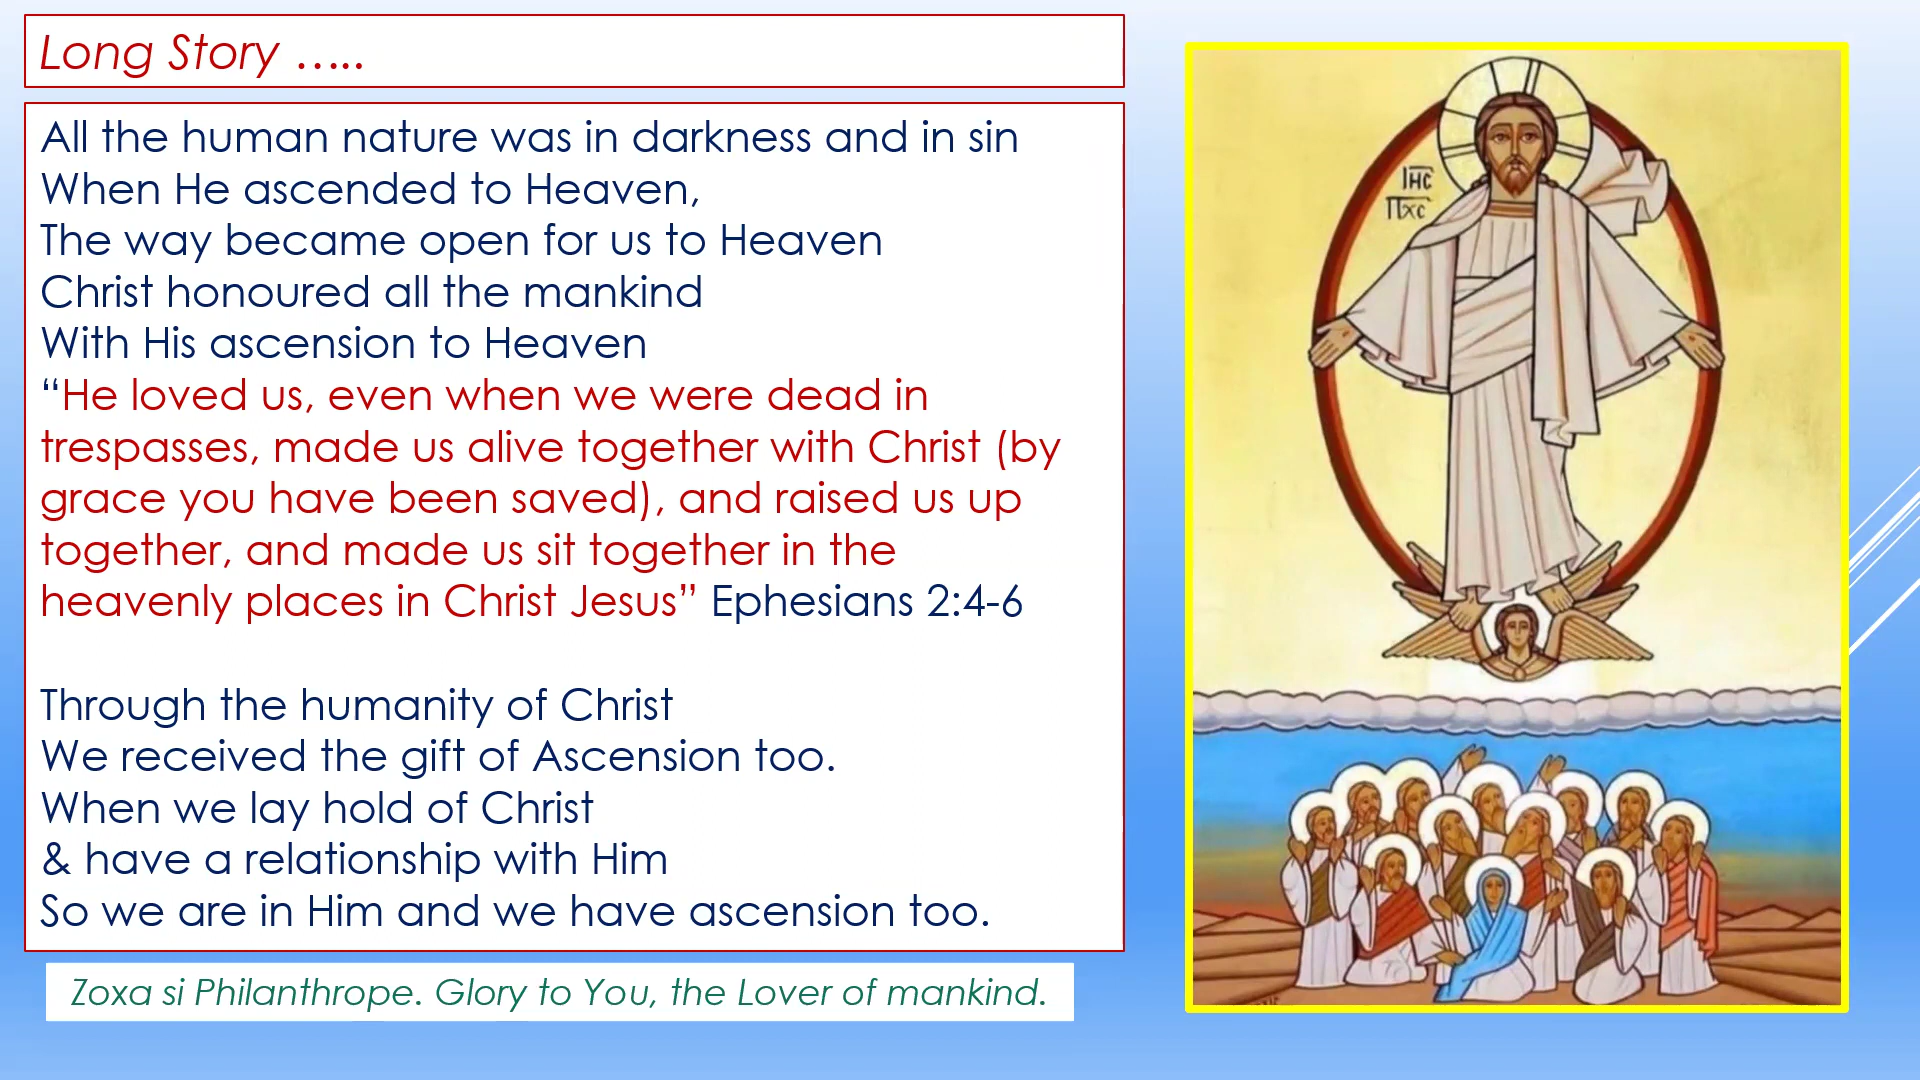 Long Story …..
All the human nature was in darkness and in sin
When He ascended to Heaven,
The way became open for us to Heaven
Christ honoured all the mankind
With His ascension to Heaven
“He loved us, even when we were dead in
trespasses, made us alive together with Christ (by
grace you have been saved), and raised us up
together, and made us sit together in the
heavenly places in Christ Jesus” Ephesians 2:4-6
Through the humanity of Christ
We received the gift of Ascension too.
When we lay hold of Christ
& have a relationship with Him
So we are in Him and we have ascension too.
Zoxa si Philanthrope. Glory to You, the Lover of mankind.
Ⲓⲏⲥ
Ⲡⲭⲥ